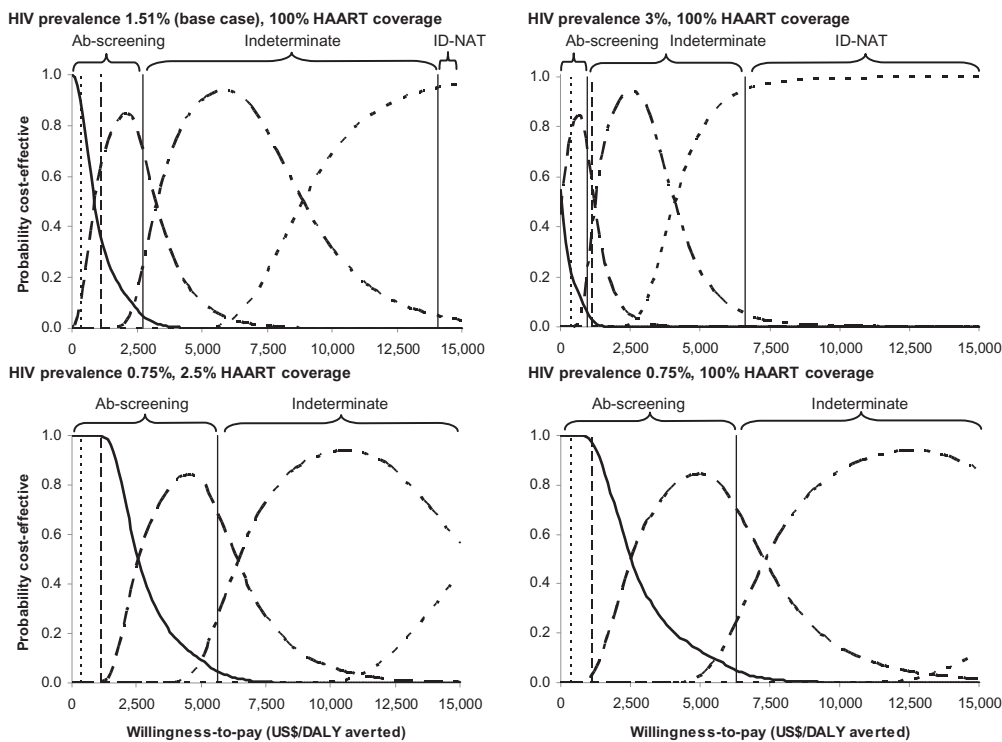 HIV prevalence 1.51% (base case), 100% HAART coverage
Ab-screening Indeterminate ID-NAT
Probability cost-effective
1.0
0.8
0.6
0.4
0.2
0.0
0 2,500 5,000 7,500 10,000 12,500 15,000
HIV prevalence 3%, 100% HAART coverage
Ab-screening Indeterminate ID-NAT
1.0
0.8
0.6
0.4
0.2
0.0
0 2,500 5,000 7,500 10,000 12,500 15,000
HIV prevalence 0.75%, 2.5% HAART coverage
Ab-screening Indeterminate
Probability cost-effective
1.0
0.8
0.6
0.4
0.2
0.0
0 2,500 5,000 7,500 10,000 12,500 15,000
Willingness-to-pay (US$/DALY averted)
HIV prevalence 0.75%, 100% HAART coverage
Ab-screening Indeterminate
1.0
0.8
0.6
0.4
0.2
0.0
0 2,500 5,000 7,500 10,000 12,500 15,000
Willingness-to-pay (US$/DALY averted)